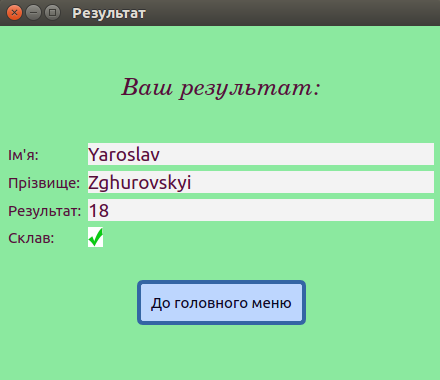 Результат
Ваш результат:
Ім'я: Yaroslav
Прізвище: Zghurovskyi
Результат: 18
Склав:
До головного меню